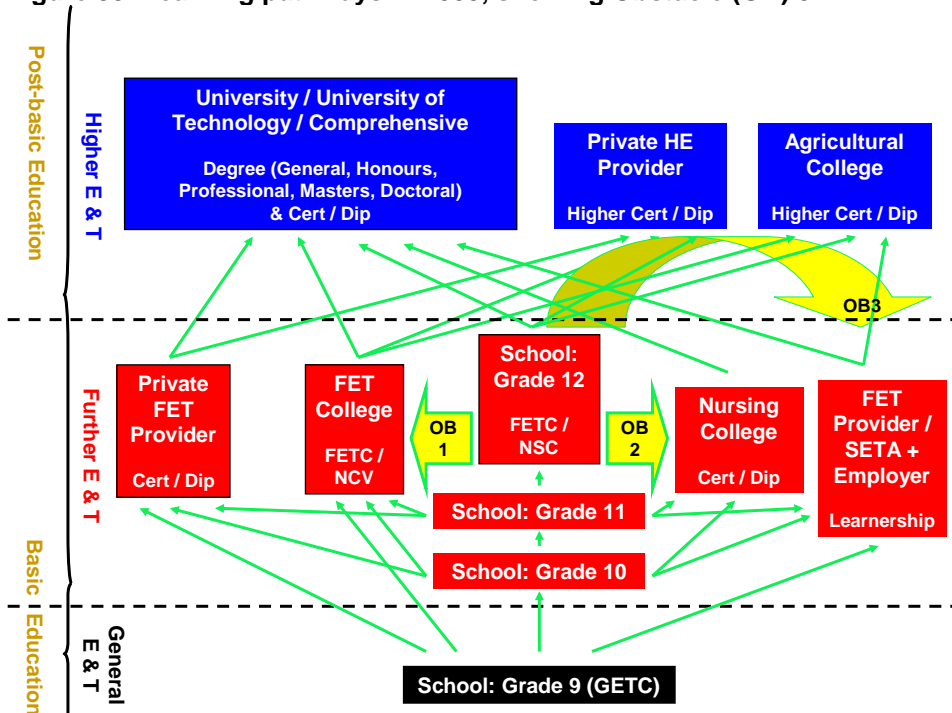 Post-basic Education
Higher E & T
University / University of
Technology / Comprehensive
Degree (General, Honours,
Professional, Masters, Doctoral)
& Cert / Dip
Private HE
Provider
Higher Cert / Dip
Agricultural
College
Higher Cert / Dip
OB3
Further E & T
Private
FET
Provider
Cert / Dip
FET
College
FETC /
NCV
OB
1
School:
Grade 12
FETC /
NSC
OB
2
Nursing
College
Cert / Dip
FET
Provider /
SETA +
Employer
Learnership
School: Grade 11
School: Grade 10
Basic Education
General
E & T
School: Grade 9 (GETC)